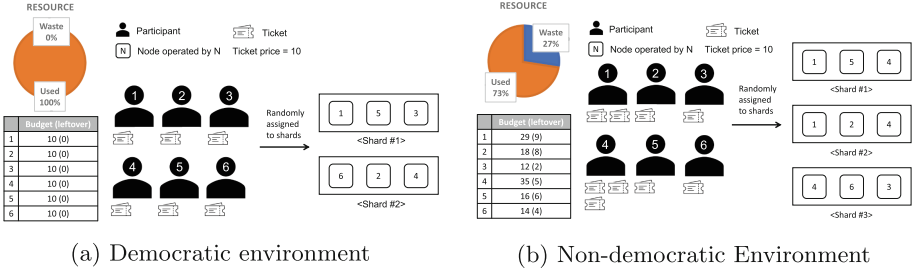 RESOURCE
Waste
0%
Used
100%
Participant
Ticket
N Node operated by N Ticket price = 10
Budget (leftover)
1 10 (0)
2 10 (0)
3 10 (0)
4 10 (0)
5 10 (0)
6 10 (0)
1 2 3
4 5 6
Randomly
assigned
to shards
1 5 3
<Shard #1>
6 2 4
<Shard #2>
(a) Democratic environment
RESOURCE
Waste
27%
Used
73%
Participant
Ticket
N Node operated by N Ticket price = 10
Budget (leftover)
1 29 (9)
2 18 (8)
3 12 (2)
4 35 (5)
5 16 (6)
6 14 (4)
1 2 3
4 5 6
Randomly
assigned
to shards
1 5 4
<Shard #1>
1 2 4
<Shard #2>
4 6 3
<Shard #3>
(b) Non-democratic Environment